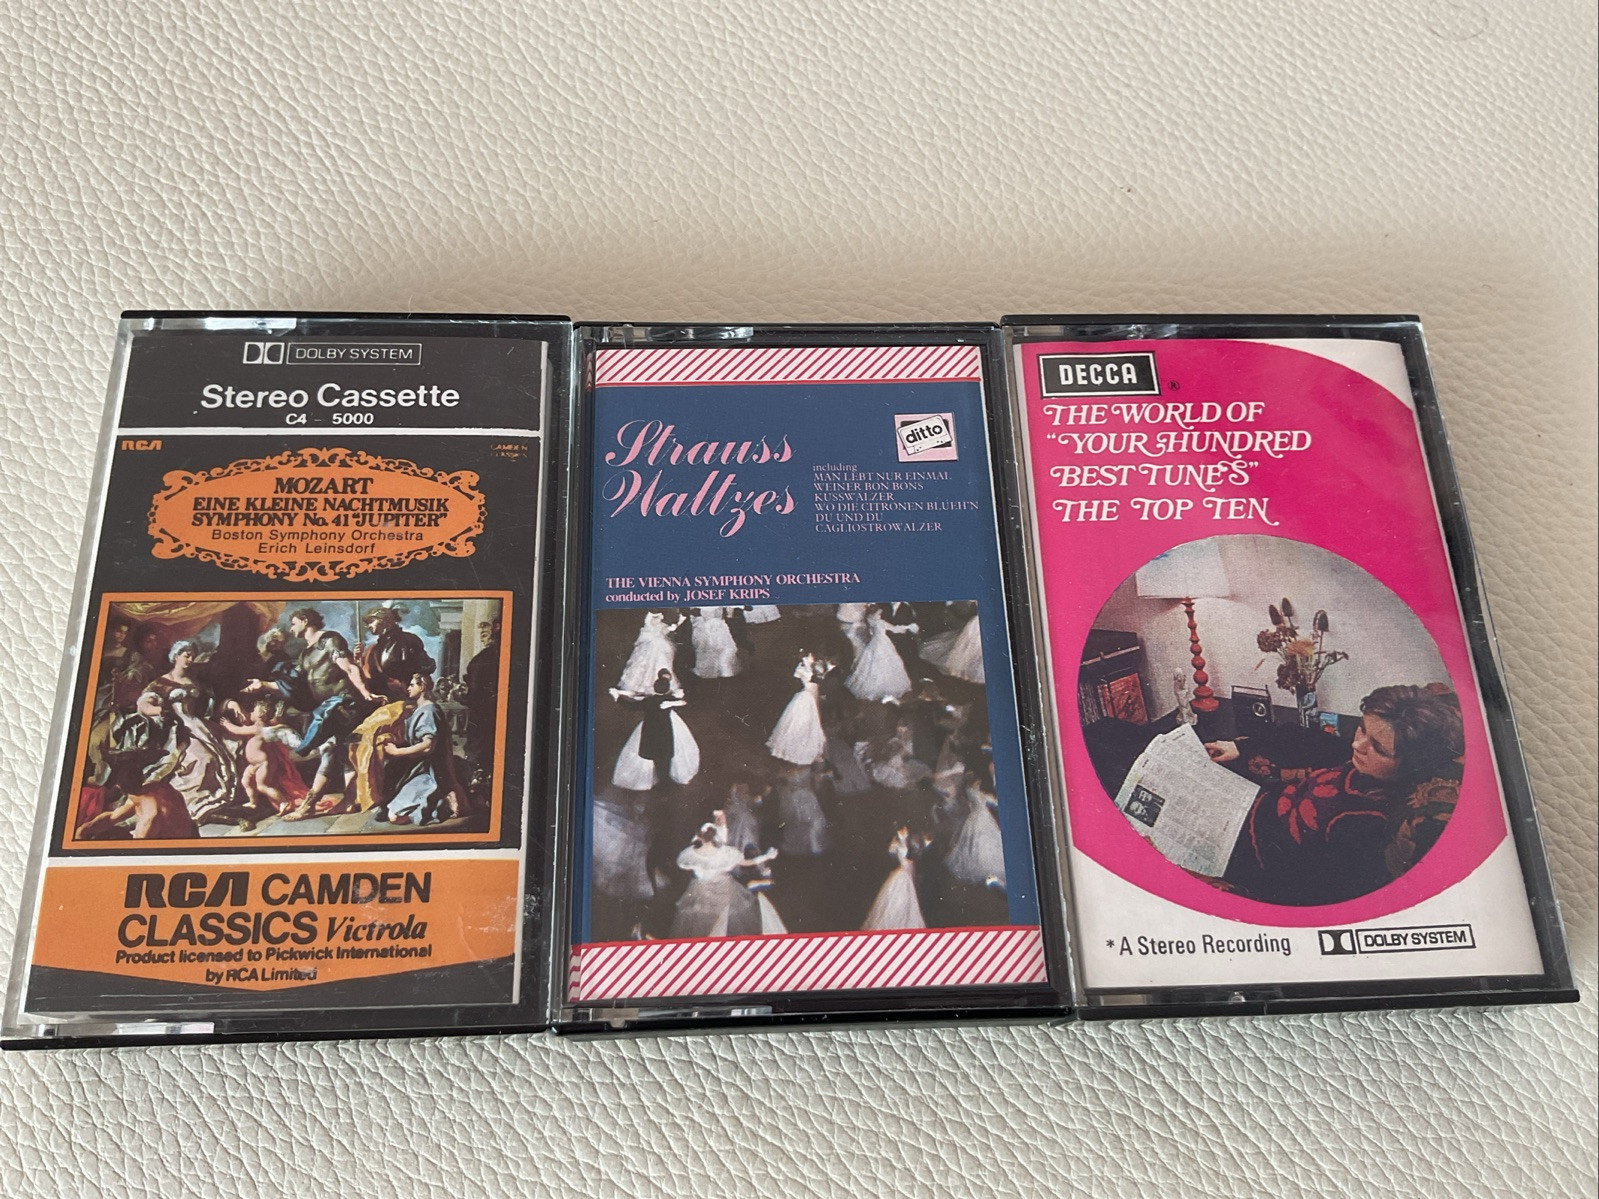 DOLBY SYSTEM
Stereo Cassette
C4 - 5000
RCA
CAMDEN
CLASSICS
MOZART
EINE KLEINE NACHTMUSIK
SYMPHONY No. 41 "JUPITER"
Boston Symphony Orchestra
Erich Leinsdorf
RCA CAMDEN
CLASSICS Victrola
Product licensed to Pickwick International
by RCA Limited
Strauss
Waltzes
ditto
including
MAN LEBT NUR EINMAL
WEINER BON BONS
KUSSWALZER
WO DIE CITRONEN BLUEH'N
DU UND DU
CAGLIOSTROWALZER
THE VIENNA SYMPHONY ORCHESTRA
conducted by JOSEF KRIPS
DECCA ®
THE WORLD OF
"YOUR HUNDRED
BEST TUNES"
THE TOP TEN
*A Stereo Recording
DOLBY SYSTEM